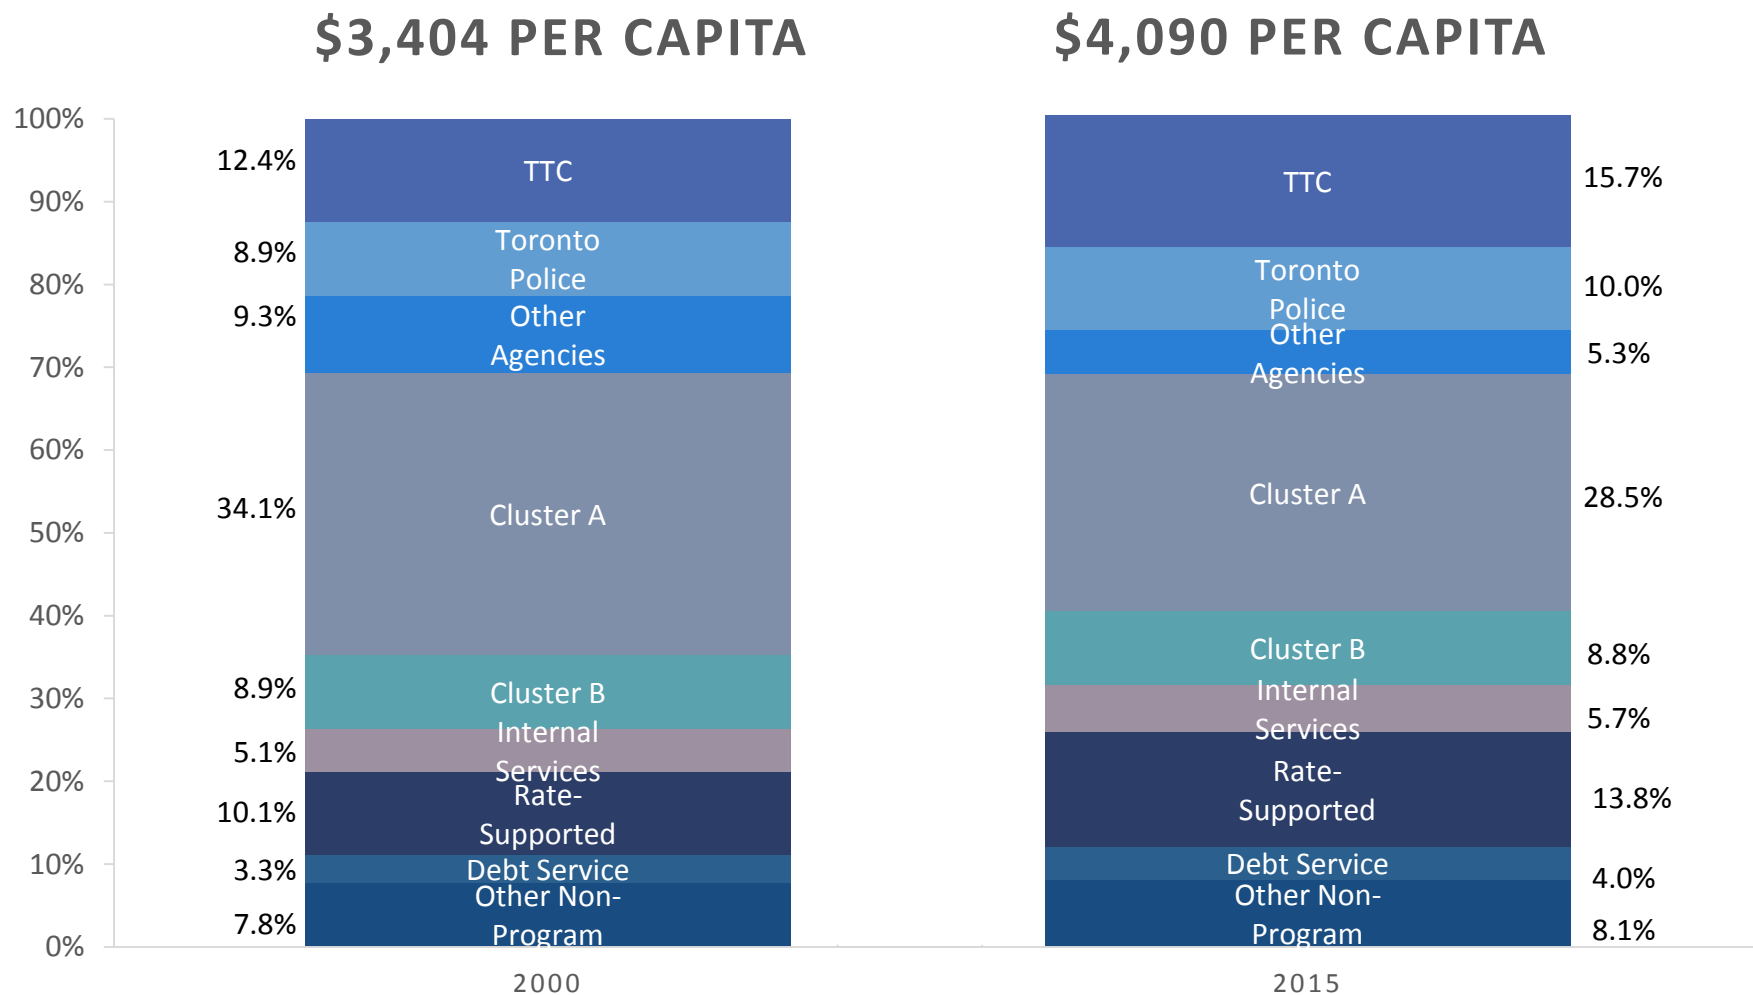 $3,404 PER CAPITA
$4,090 PER CAPITA
100%
90%
80%
70%
60%
50%
40%
30%
20%
10%
0%
12.4%
8.9%
9.3%
34.1%
8.9%
5.1%
10.1%
3.3%
7.8%
TTC
Toronto
Police
Other
Agencies
Cluster A
Cluster B
Internal
Services
Rate-
Supported
Debt Service
Other Non-
Program
TTC
Toronto
Police
Other
Agencies
Cluster A
Cluster B
Internal
Services
Rate-
Supported
Debt Service
Other Non-
Program
15.7%
10.0%
5.3%
28.5%
8.8%
5.7%
13.8%
4.0%
8.1%
2000
2015